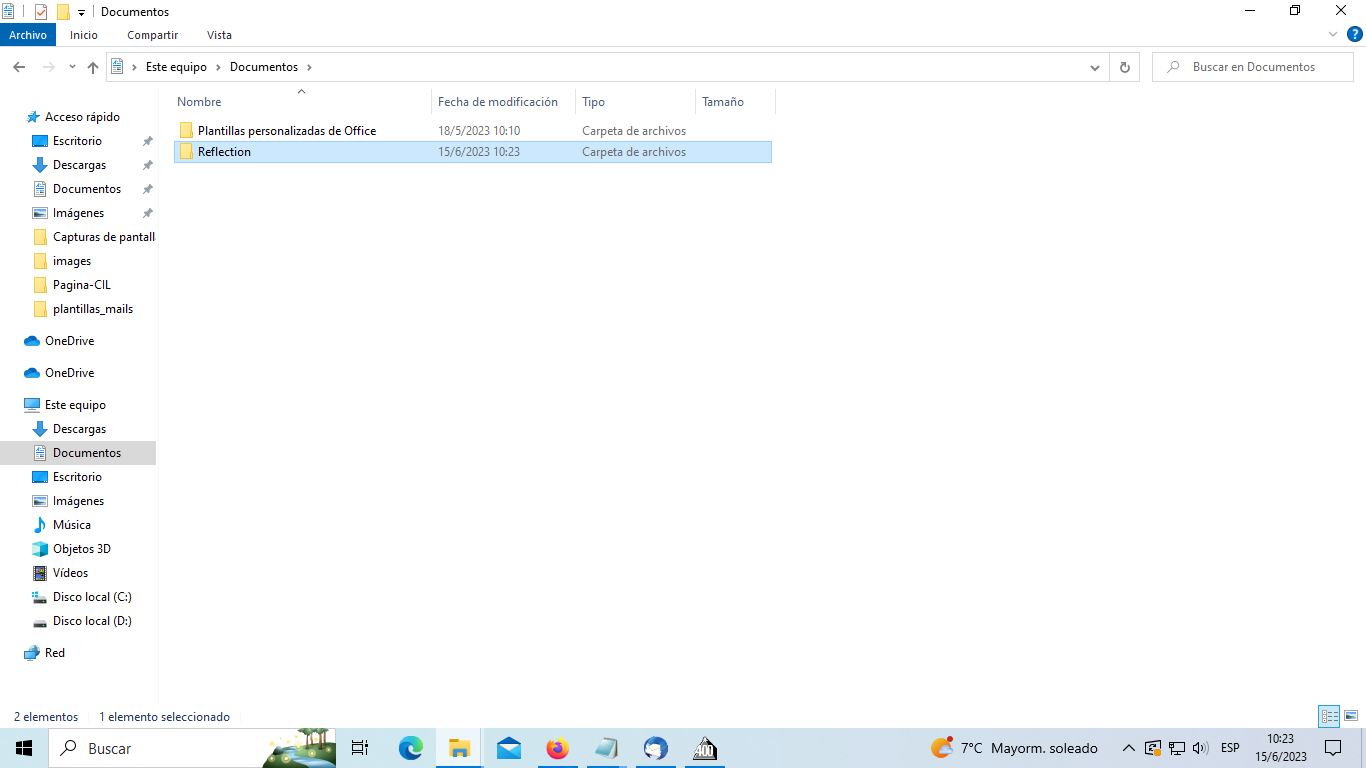 Documentos
Archivo Inicio Compartir Vista
Este equipo Documentos
Buscar en Documentos
Nombre Fecha de modificación Tipo Tamaño
Plantillas personalizadas de Office 18/5/2023 10:10 Carpeta de archivos
Reflection 15/6/2023 10:23 Carpeta de archivos
Acceso rápido
Escritorio
Descargas
Documentos
Imágenes
Capturas de pantall
images
Pagina-CIL
plantillas_mails
OneDrive
OneDrive
Este equipo
Descargas
Documentos
Escritorio
Imágenes
Música
Objetos 3D
Vídeos
Disco local (C:)
Disco local (D:)
Red
2 elementos 1 elemento seleccionado
Buscar
400
7°C Mayorm. soleado
ESP
10:23
15/6/2023